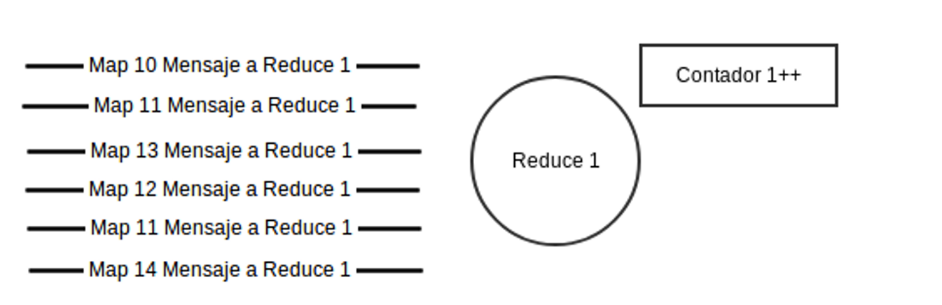 Map 10 Mensaje a Reduce 1
Map 11 Mensaje a Reduce 1
Map 13 Mensaje a Reduce 1
Map 12 Mensaje a Reduce 1
Map 11 Mensaje a Reduce 1
Map 14 Mensaje a Reduce 1
Reduce 1
Contador 1++